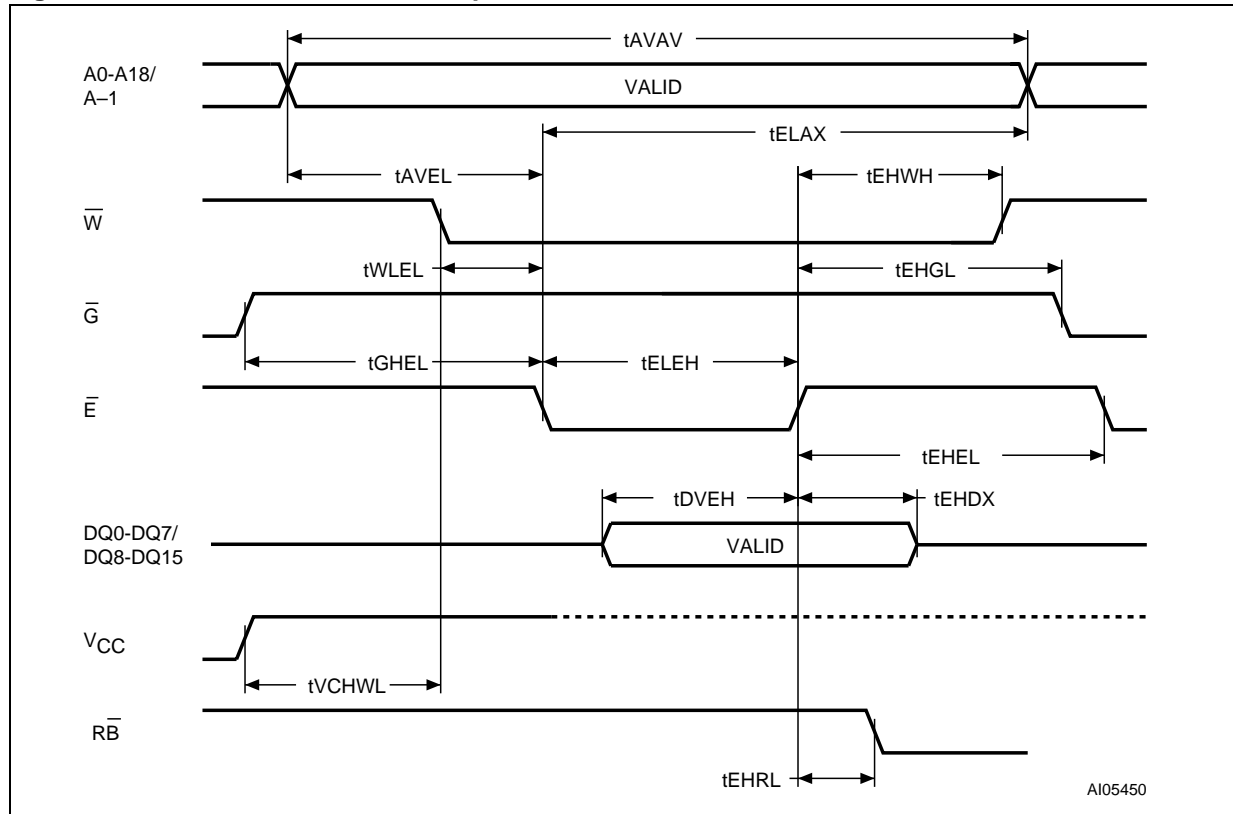 tAVAV
A0-A18/
A–1
VALID
tELAX
tAVEL
tEHWH
W̅
tWLEL
tEHGL
G̅
tGHEL
tELEH
E̅
tEHEL
tDVEH
tEHDX
DQ0-DQ7/
DQ8-DQ15
VALID
VCC
tVCHWL
RB̅
tEHRL
AI05450